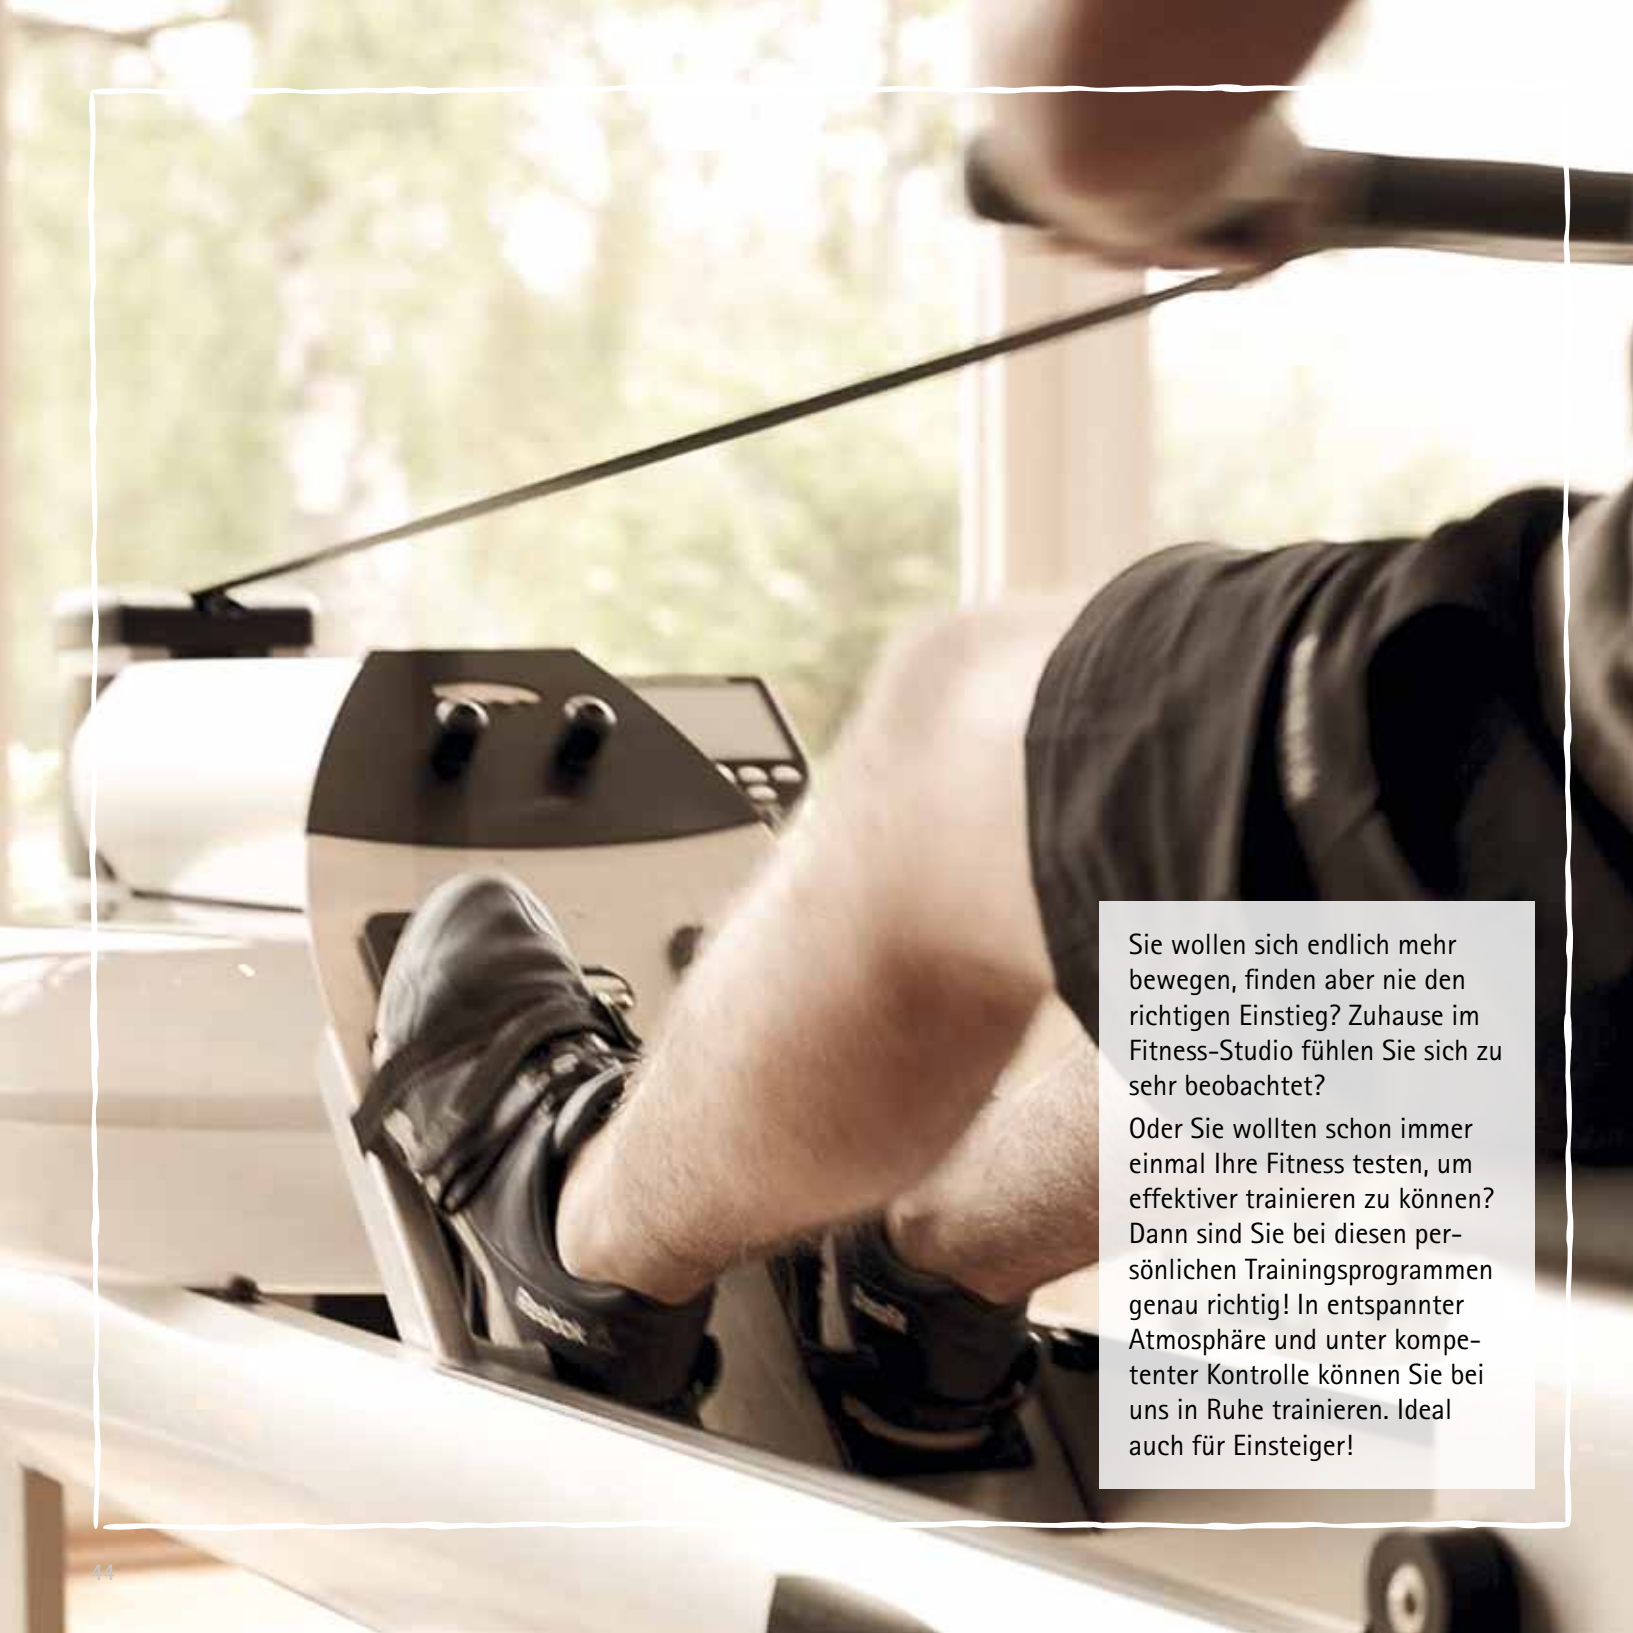 Sie wollen sich endlich mehr
bewegen, finden aber nie den
richtigen Einstieg? Zuhause im
Fitness-Studio fühlen Sie sich zu
sehr beobachtet?
Oder Sie wollten schon immer
einmal Ihre Fitness testen, um
effektiver trainieren zu können?
Dann sind Sie bei diesen per-
sönlichen Trainingsprogrammen
genau richtig! In entspannter
Atmosphäre und unter kompe-
tenter Kontrolle können Sie bei
uns in Ruhe trainieren. Ideal
auch für Einsteiger!
Reebok
44